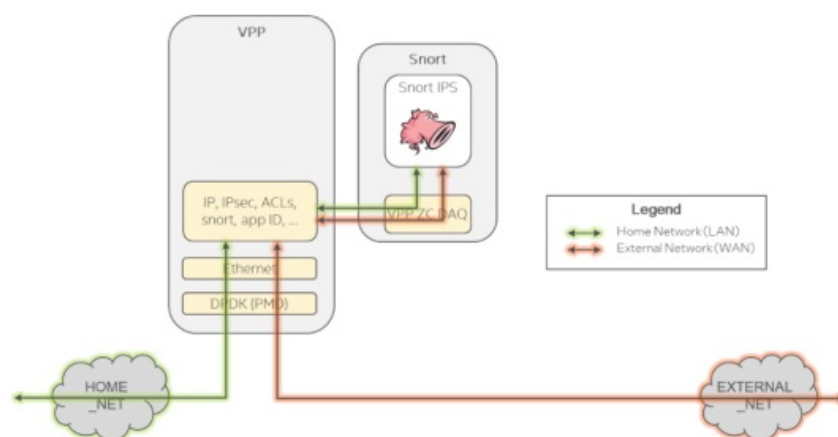 VPP
Snort
Snort IPS
IP, IPsec, ACLs,
snort, app ID, ...
VPP ZC DAQ
Ethernet
DPDK (PMD)
Legend
Home Network (LAN)
External Network (WAN)
HOME
_NET
EXTERNAL
_NET